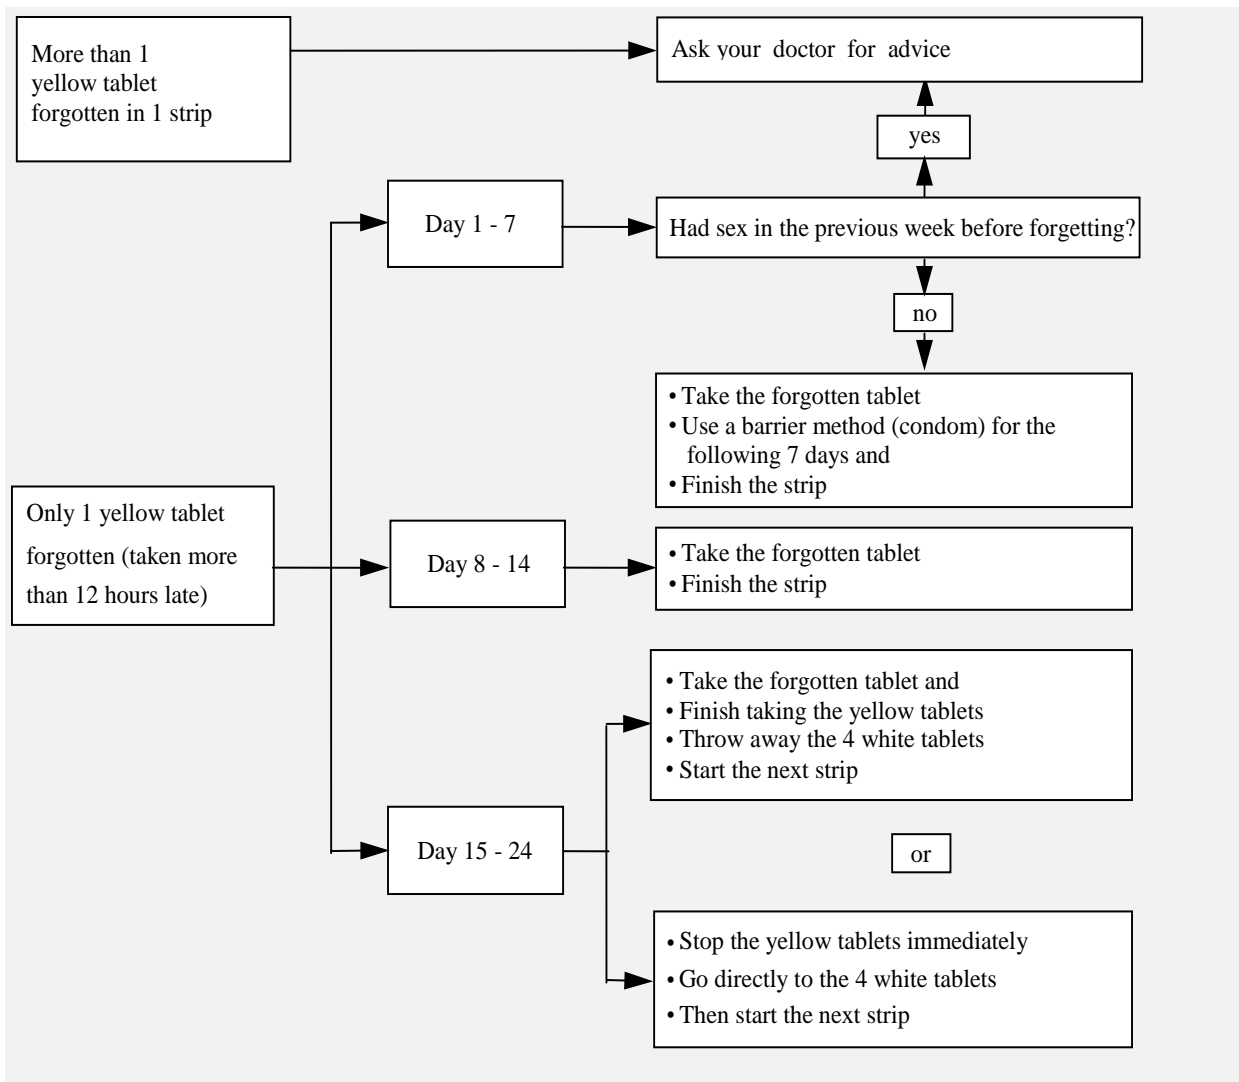 More than 1
yellow tablet
forgotten in 1 strip
Ask your doctor for advice
yes
Day 1 - 7
Had sex in the previous week before forgetting?
no
• Take the forgotten tablet
• Use a barrier method (condom) for the
following 7 days and
• Finish the strip
Only 1 yellow tablet
forgotten (taken more
than 12 hours late)
Day 8 - 14
• Take the forgotten tablet
• Finish the strip
Day 15 - 24
• Take the forgotten tablet and
• Finish taking the yellow tablets
• Throw away the 4 white tablets
• Start the next strip
or
• Stop the yellow tablets immediately
• Go directly to the 4 white tablets
• Then start the next strip